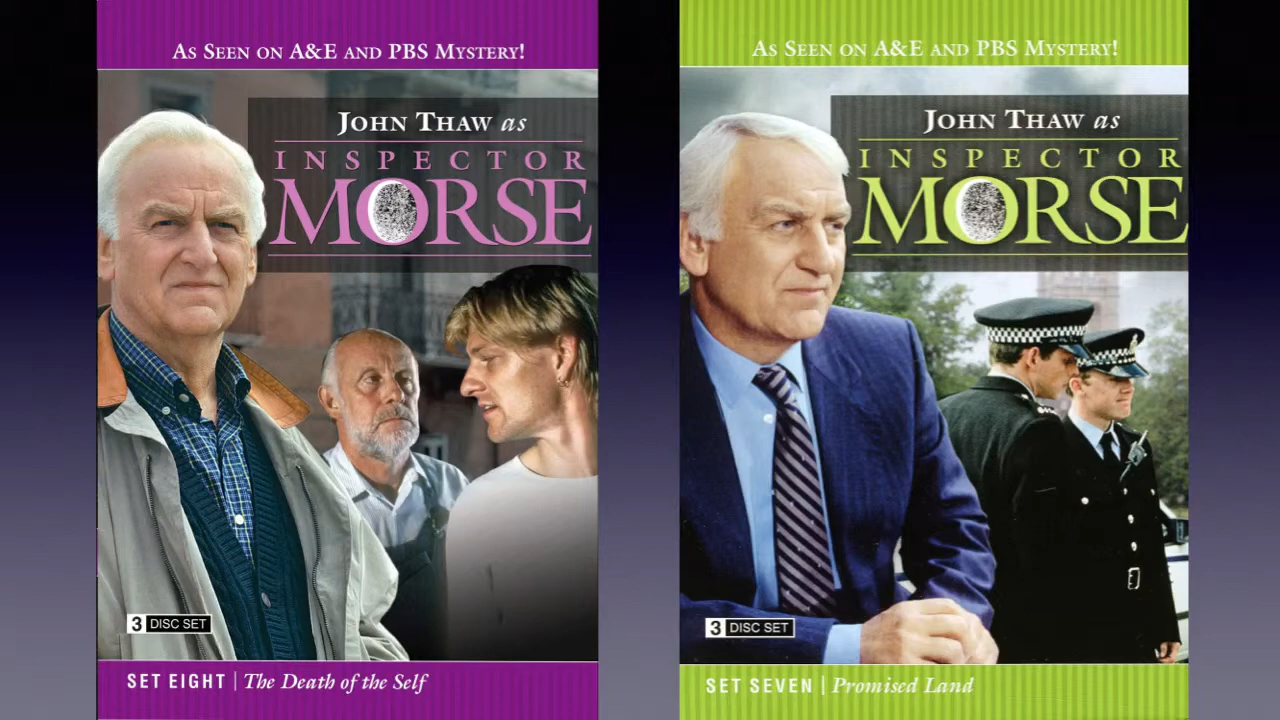 As Seen on A&E and PBS Mystery!
John Thaw as
INSPECTOR
MORSE
3 DISC SET
SET EIGHT | The Death of the Self
As Seen on A&E and PBS Mystery!
John Thaw as
INSPECTOR
MORSE
3 DISC SET
SET SEVEN | Promised Land